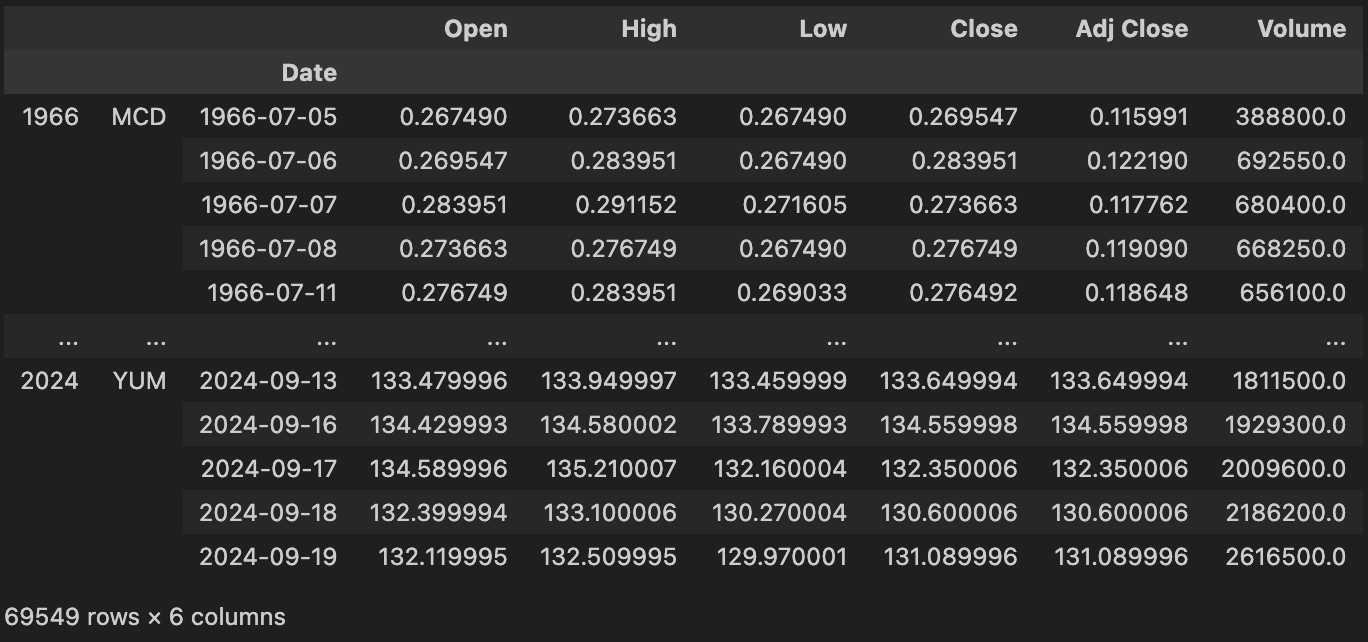 Open High Low Close Adj Close Volume
Date
1966 MCD 1966-07-05 0.267490 0.273663 0.267490 0.269547 0.115991 388800.0
1966-07-06 0.269547 0.283951 0.267490 0.283951 0.122190 692550.0
1966-07-07 0.283951 0.291152 0.271605 0.273663 0.117762 680400.0
1966-07-08 0.273663 0.276749 0.267490 0.276749 0.119090 668250.0
1966-07-11 0.276749 0.283951 0.269033 0.276492 0.118648 656100.0
... ... ... ... ... ... ... ... ...
2024 YUM 2024-09-13 133.479996 133.949997 133.459999 133.649994 133.649994 1811500.0
2024-09-16 134.429993 134.580002 133.789993 134.559998 134.559998 1929300.0
2024-09-17 134.589996 135.210007 132.160004 132.350006 132.350006 2009600.0
2024-09-18 132.399994 133.100006 130.270004 130.600006 130.600006 2186200.0
2024-09-19 132.119995 132.509995 129.970001 131.089996 131.089996 2616500.0
69549 rows × 6 columns